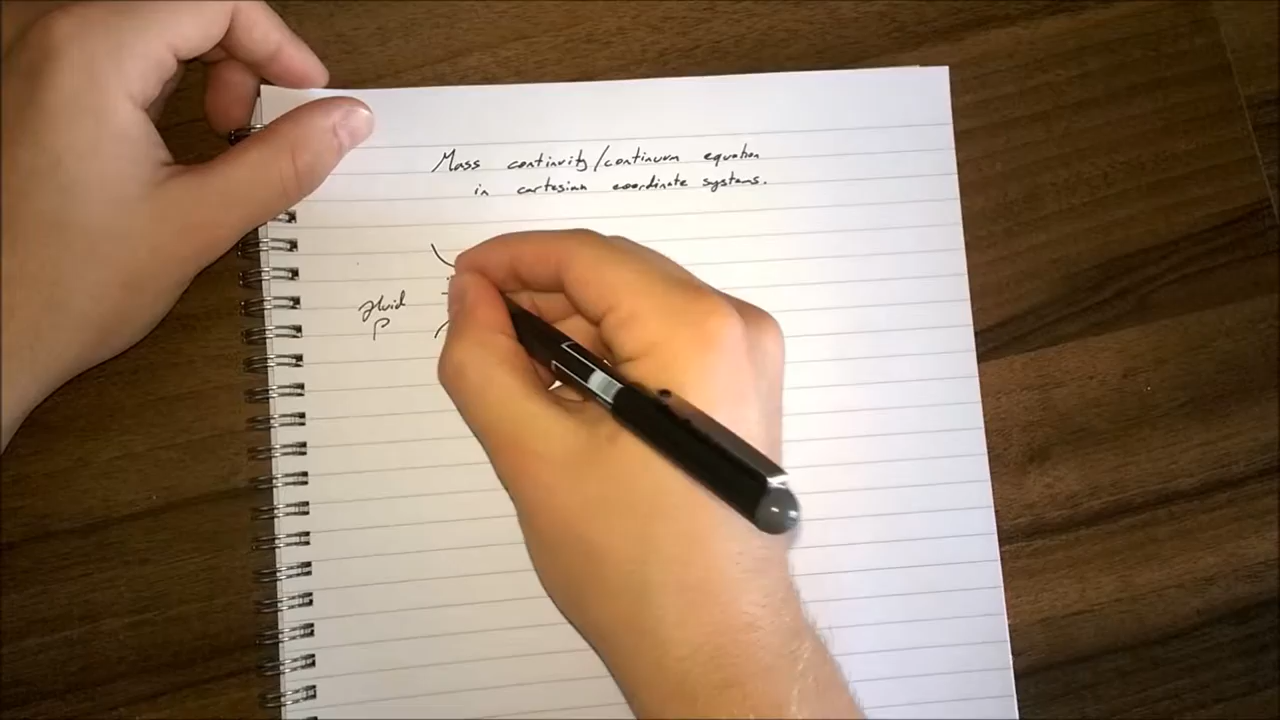 Mass continuity/continuum equation
in cartesian coordinate systems.
fluid
ρ